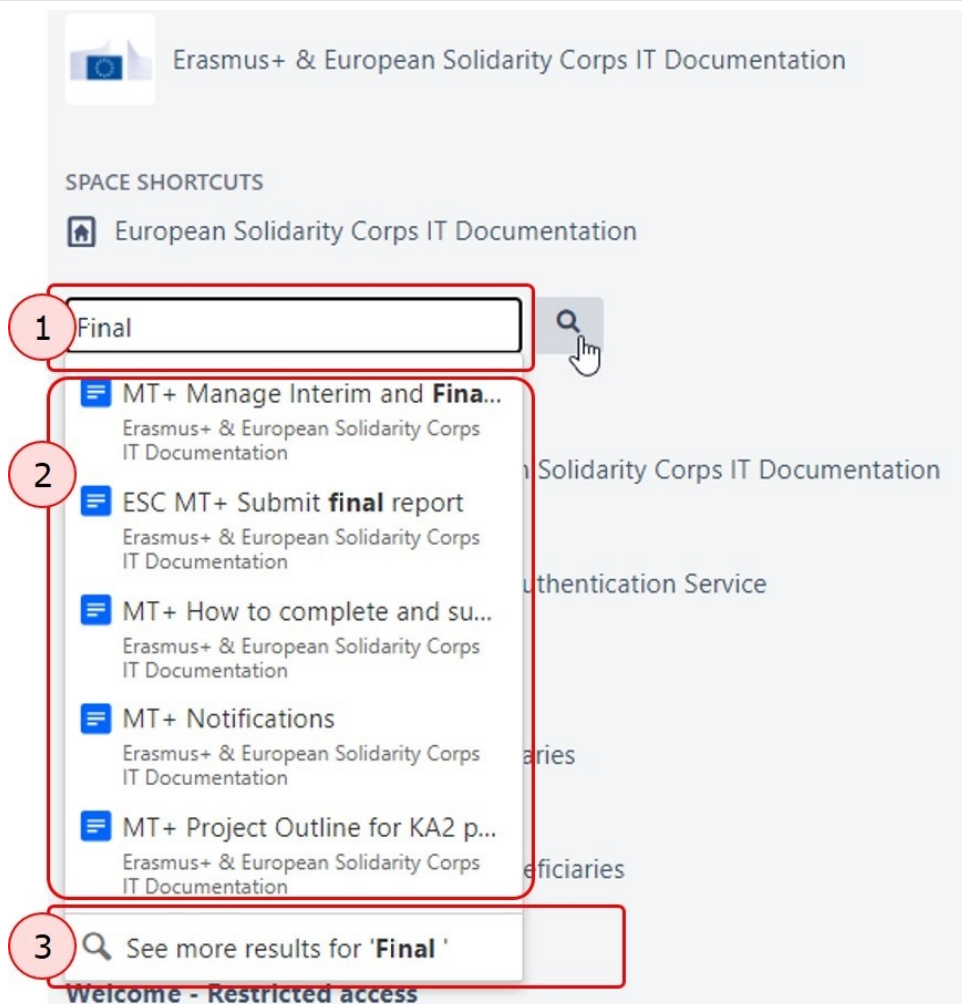 Erasmus+ & European Solidarity Corps IT Documentation
SPACE SHORTCUTS
European Solidarity Corps IT Documentation
1
Final
2
MT+ Manage Interim and Fina...
Erasmus+ & European Solidarity Corps
IT Documentation
Solidarity Corps IT Documentation
ESC MT+ Submit final report
Erasmus+ & European Solidarity Corps
IT Documentation
uthentication Service
MT+ How to complete and su...
Erasmus+ & European Solidarity Corps
IT Documentation
MT+ Notifications
Erasmus+ & European Solidarity Corps
IT Documentation
aries
MT+ Project Outline for KA2 p...
Erasmus+ & European Solidarity Corps
IT Documentation
eficiaries
3
See more results for 'Final '
Welcome - Restricted access